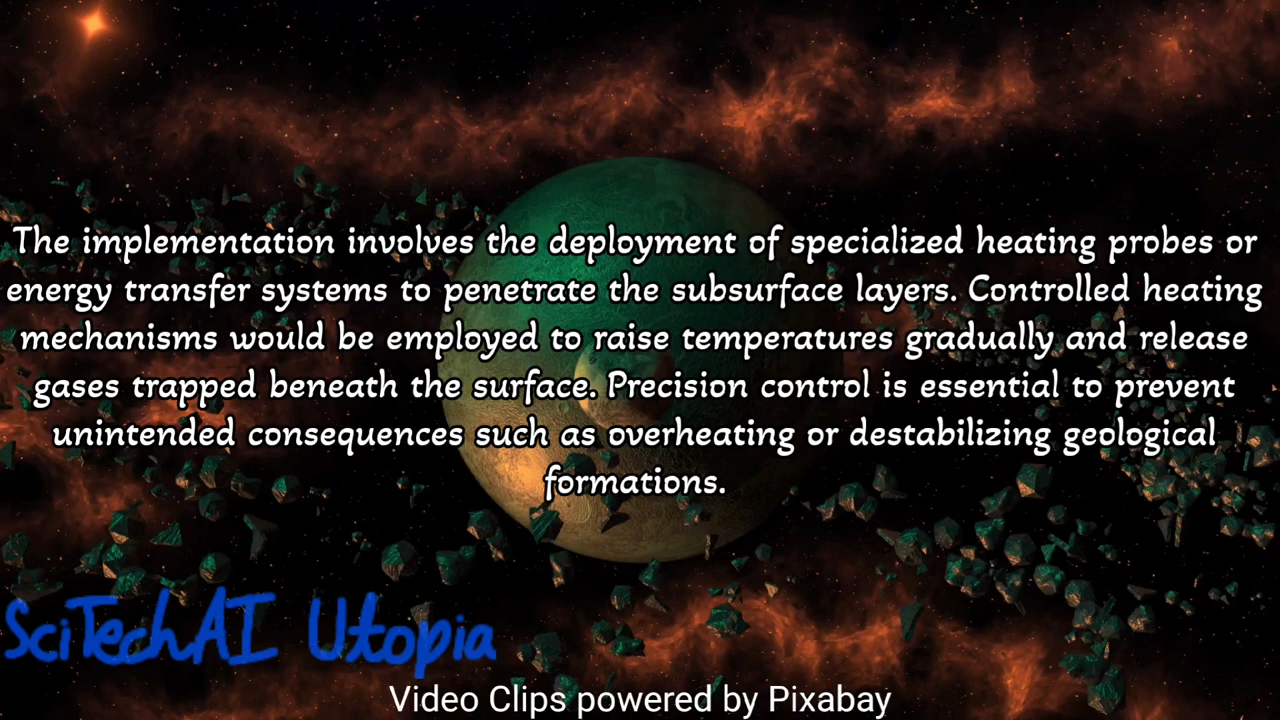 The implementation involves the deployment of specialized heating probes or
energy transfer systems to penetrate the subsurface layers. Controlled heating
mechanisms would be employed to raise temperatures gradually and release
gases trapped beneath the surface. Precision control is essential to prevent
unintended consequences such as overheating or destabilizing geological
formations.
SciTechAI Utopia
Video Clips powered by Pixabay